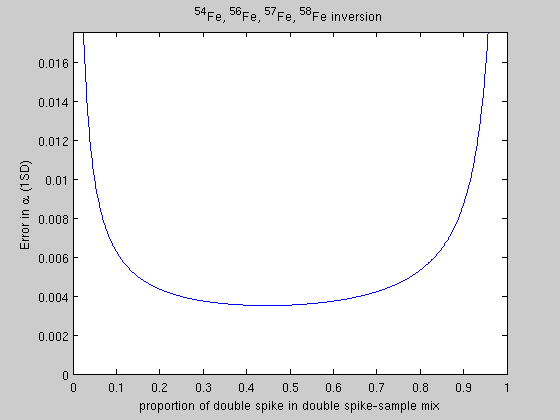 ⁵⁴Fe, ⁵⁶Fe, ⁵⁷Fe, ⁵⁸Fe inversion
0.016
0.014
0.012
0.01
0.008
0.006
0.004
0.002
0
Error in α (1SD)
0 0.1 0.2 0.3 0.4 0.5 0.6 0.7 0.8 0.9 1
proportion of double spike in double spike-sample mix